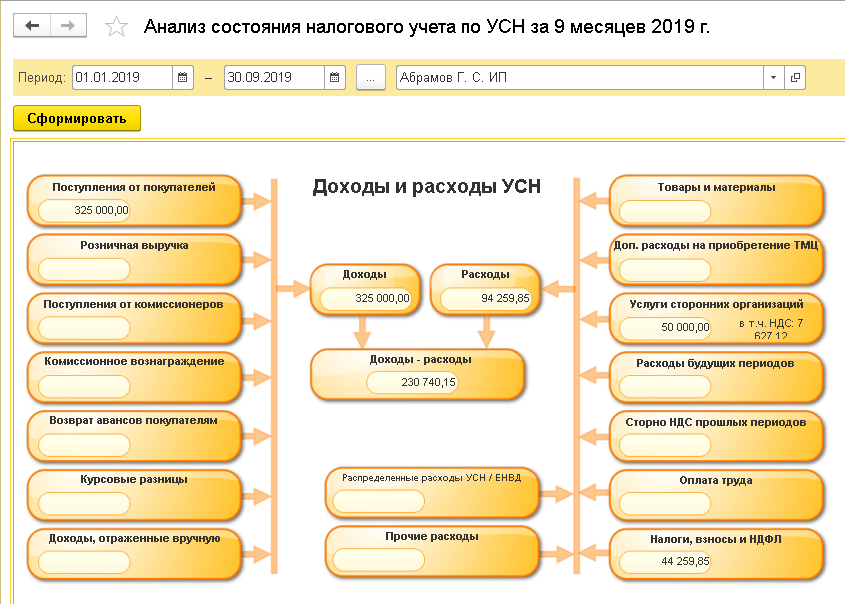 Анализ состояния налогового учета по УСН за 9 месяцев 2019 г.
Период: 01.01.2019 – 30.09.2019 ... Абрамов Г. С. ИП
Сформировать
Доходы и расходы УСН
Поступления от покупателей
325 000,00
Розничная выручка
Поступления от комиссионеров
Комиссионное вознаграждение
Возврат авансов покупателям
Курсовые разницы
Доходы, отраженные вручную
Доходы
325 000,00
Расходы
94 259,85
Доходы - расходы
230 740,15
Распределенные расходы УСН / ЕНВД
Прочие расходы
Товары и материалы
Доп. расходы на приобретение ТМЦ
Услуги сторонних организаций
50 000,00
в т.ч. НДС: 7
627,12
Расходы будущих периодов
Сторно НДС прошлых периодов
Оплата труда
Налоги, взносы и НДФЛ
44 259,85